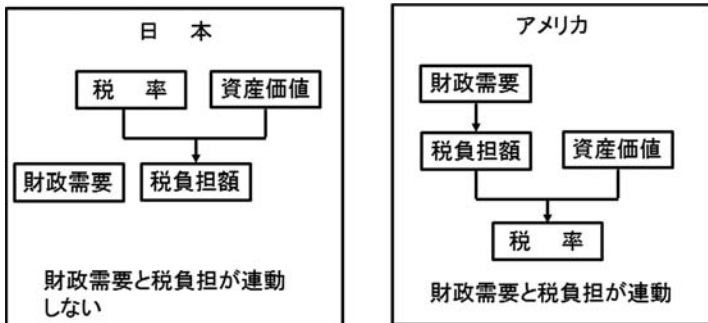 日 本
税 率
資産価値
財政需要
税負担額
財政需要と税負担が連動
しない
アメリカ
財政需要
税負担額
資産価値
税 率
財政需要と税負担が連動